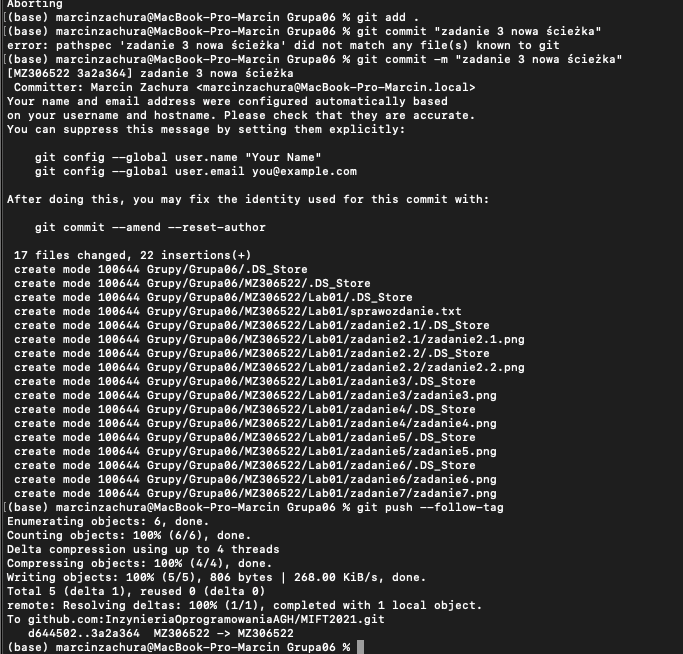 Aborting
[(base) marcinzachura@MacBook-Pro-Marcin Grupa06 % git add .
[(base) marcinzachura@MacBook-Pro-Marcin Grupa06 % git commit "zadanie 3 nowa ścieżka"
error: pathspec 'zadanie 3 nowa ścieżka' did not match any file(s) known to git
[(base) marcinzachura@MacBook-Pro-Marcin Grupa06 % git commit -m "zadanie 3 nowa ścieżka"
[MZ306522 3a2a364] zadanie 3 nowa ścieżka
 Committer: Marcin Zachura <marcinzachura@MacBook-Pro-Marcin.local>
Your name and email address were configured automatically based
on your username and hostname. Please check that they are accurate.
You can suppress this message by setting them explicitly:

    git config --global user.name "Your Name"
    git config --global user.email you@example.com

After doing this, you may fix the identity used for this commit with:

    git commit --amend --reset-author

 17 files changed, 22 insertions(+)
 create mode 100644 Grupy/Grupa06/.DS_Store
 create mode 100644 Grupy/Grupa06/MZ306522/.DS_Store
 create mode 100644 Grupy/Grupa06/MZ306522/Lab01/.DS_Store
 create mode 100644 Grupy/Grupa06/MZ306522/Lab01/sprawozdanie.txt
 create mode 100644 Grupy/Grupa06/MZ306522/Lab01/zadanie2.1/.DS_Store
 create mode 100644 Grupy/Grupa06/MZ306522/Lab01/zadanie2.1/zadanie2.1.png
 create mode 100644 Grupy/Grupa06/MZ306522/Lab01/zadanie2.2/.DS_Store
 create mode 100644 Grupy/Grupa06/MZ306522/Lab01/zadanie2.2/zadanie2.2.png
 create mode 100644 Grupy/Grupa06/MZ306522/Lab01/zadanie3/.DS_Store
 create mode 100644 Grupy/Grupa06/MZ306522/Lab01/zadanie3/zadanie3.png
 create mode 100644 Grupy/Grupa06/MZ306522/Lab01/zadanie4/.DS_Store
 create mode 100644 Grupy/Grupa06/MZ306522/Lab01/zadanie4/zadanie4.png
 create mode 100644 Grupy/Grupa06/MZ306522/Lab01/zadanie5/.DS_Store
 create mode 100644 Grupy/Grupa06/MZ306522/Lab01/zadanie5/zadanie5.png
 create mode 100644 Grupy/Grupa06/MZ306522/Lab01/zadanie6/.DS_Store
 create mode 100644 Grupy/Grupa06/MZ306522/Lab01/zadanie6/zadanie6.png
 create mode 100644 Grupy/Grupa06/MZ306522/Lab01/zadanie7/zadanie7.png
[(base) marcinzachura@MacBook-Pro-Marcin Grupa06 % git push --follow-tag
Enumerating objects: 6, done.
Counting objects: 100% (6/6), done.
Delta compression using up to 4 threads
Compressing objects: 100% (4/4), done.
Writing objects: 100% (5/5), 806 bytes | 268.00 KiB/s, done.
Total 5 (delta 1), reused 0 (delta 0)
remote: Resolving deltas: 100% (1/1), completed with 1 local object.
To github.com:InzynieriaOprogramowaniaAGH/MIFT2021.git
   d644502..3a2a364  MZ306522 -> MZ306522
(base) marcinzachura@MacBook-Pro-Marcin Grupa06 %